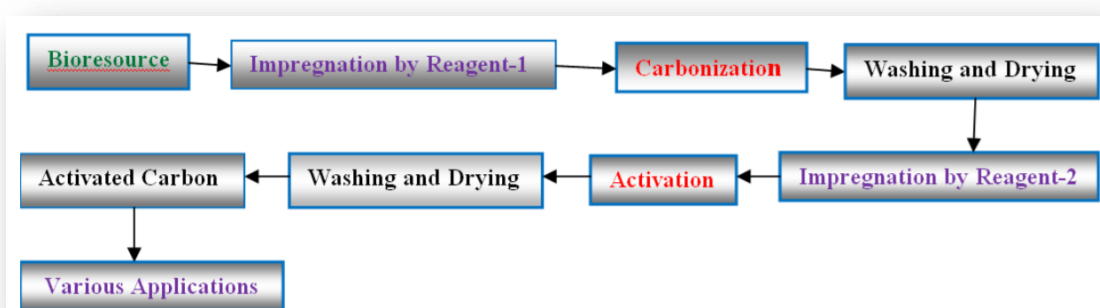 Bioresource
Impregnation by Reagent-1
Carbonization
Washing and Drying
Impregnation by Reagent-2
Activation
Washing and Drying
Activated Carbon
Various Applications